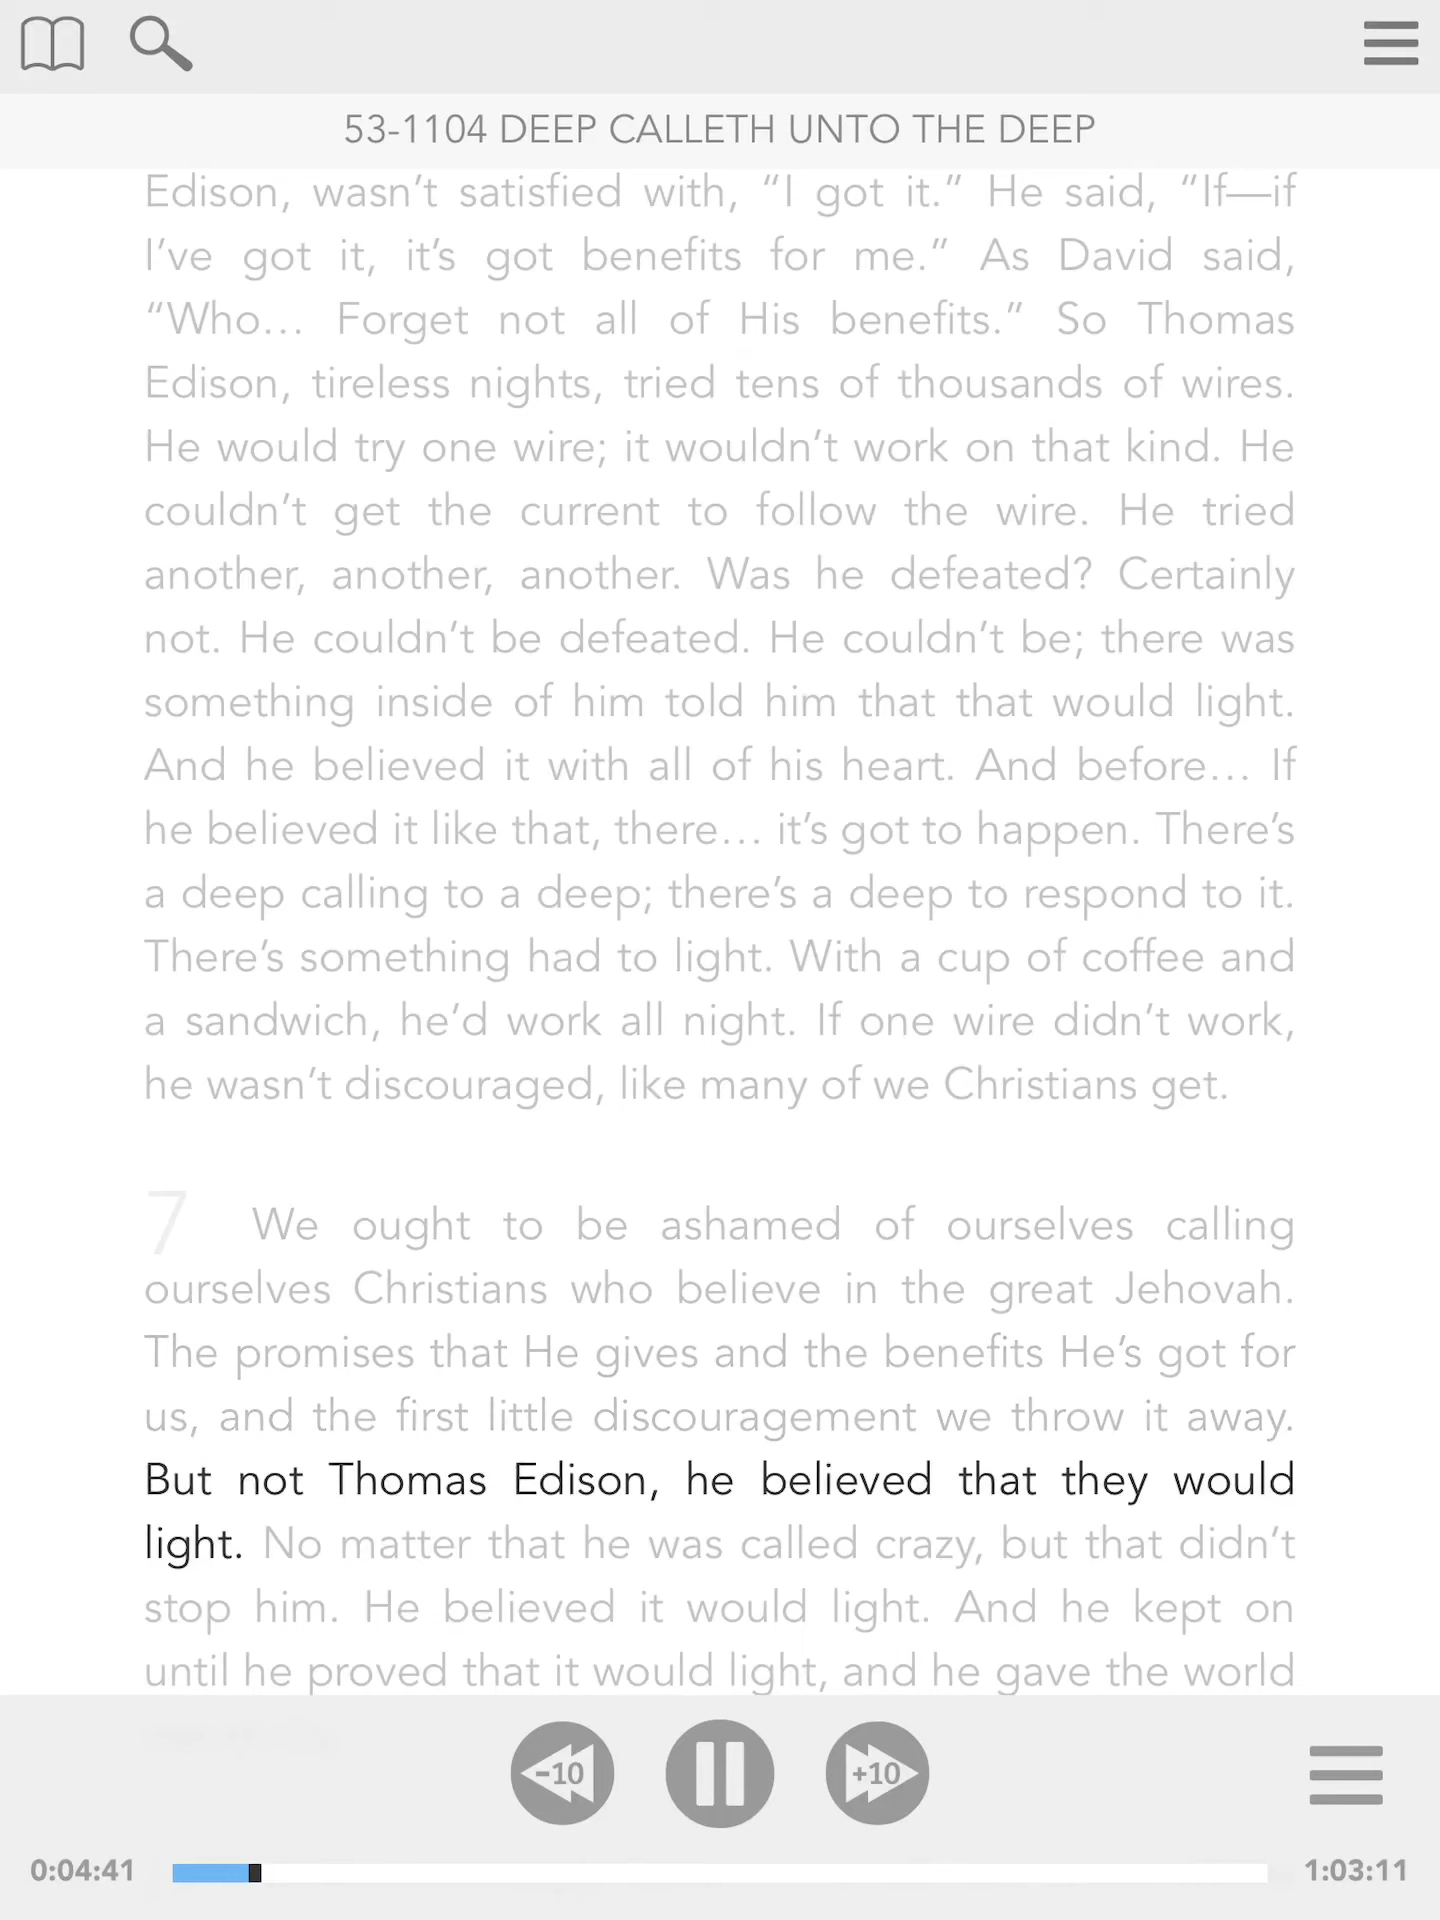 53-1104 DEEP CALLETH UNTO THE DEEP
Edison, wasn’t satisfied with, “I got it.” He said, “If—if
I’ve got it, it’s got benefits for me.” As David said,
“Who… Forget not all of His benefits.” So Thomas
Edison, tireless nights, tried tens of thousands of wires.
He would try one wire; it wouldn’t work on that kind. He
couldn’t get the current to follow the wire. He tried
another, another, another. Was he defeated? Certainly
not. He couldn’t be defeated. He couldn’t be; there was
something inside of him told him that that would light.
And he believed it with all of his heart. And before… If
he believed it like that, there… it’s got to happen. There’s
a deep calling to a deep; there’s a deep to respond to it.
There’s something had to light. With a cup of coffee and
a sandwich, he’d work all night. If one wire didn’t work,
he wasn’t discouraged, like many of we Christians get.
7 We ought to be ashamed of ourselves calling
ourselves Christians who believe in the great Jehovah.
The promises that He gives and the benefits He’s got for
us, and the first little discouragement we throw it away.
But not Thomas Edison, he believed that they would
light. No matter that he was called crazy, but that didn’t
stop him. He believed it would light. And he kept on
until he proved that it would light, and he gave the world
-10 +10
0:04:41 1:03:11